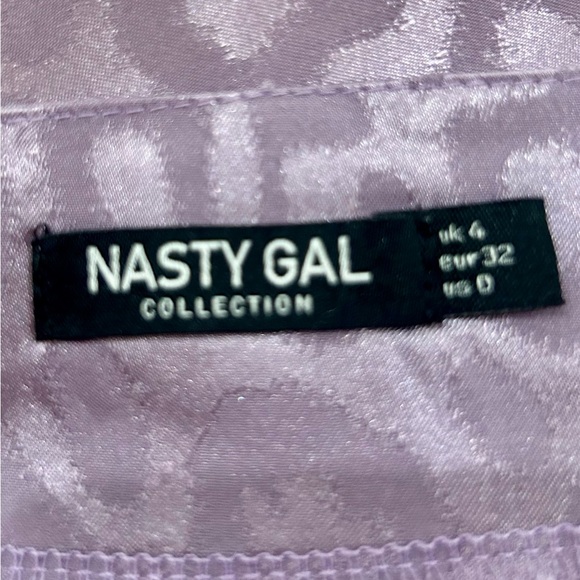 NASTY GAL
COLLECTION
uk 4
eur 32
us 0